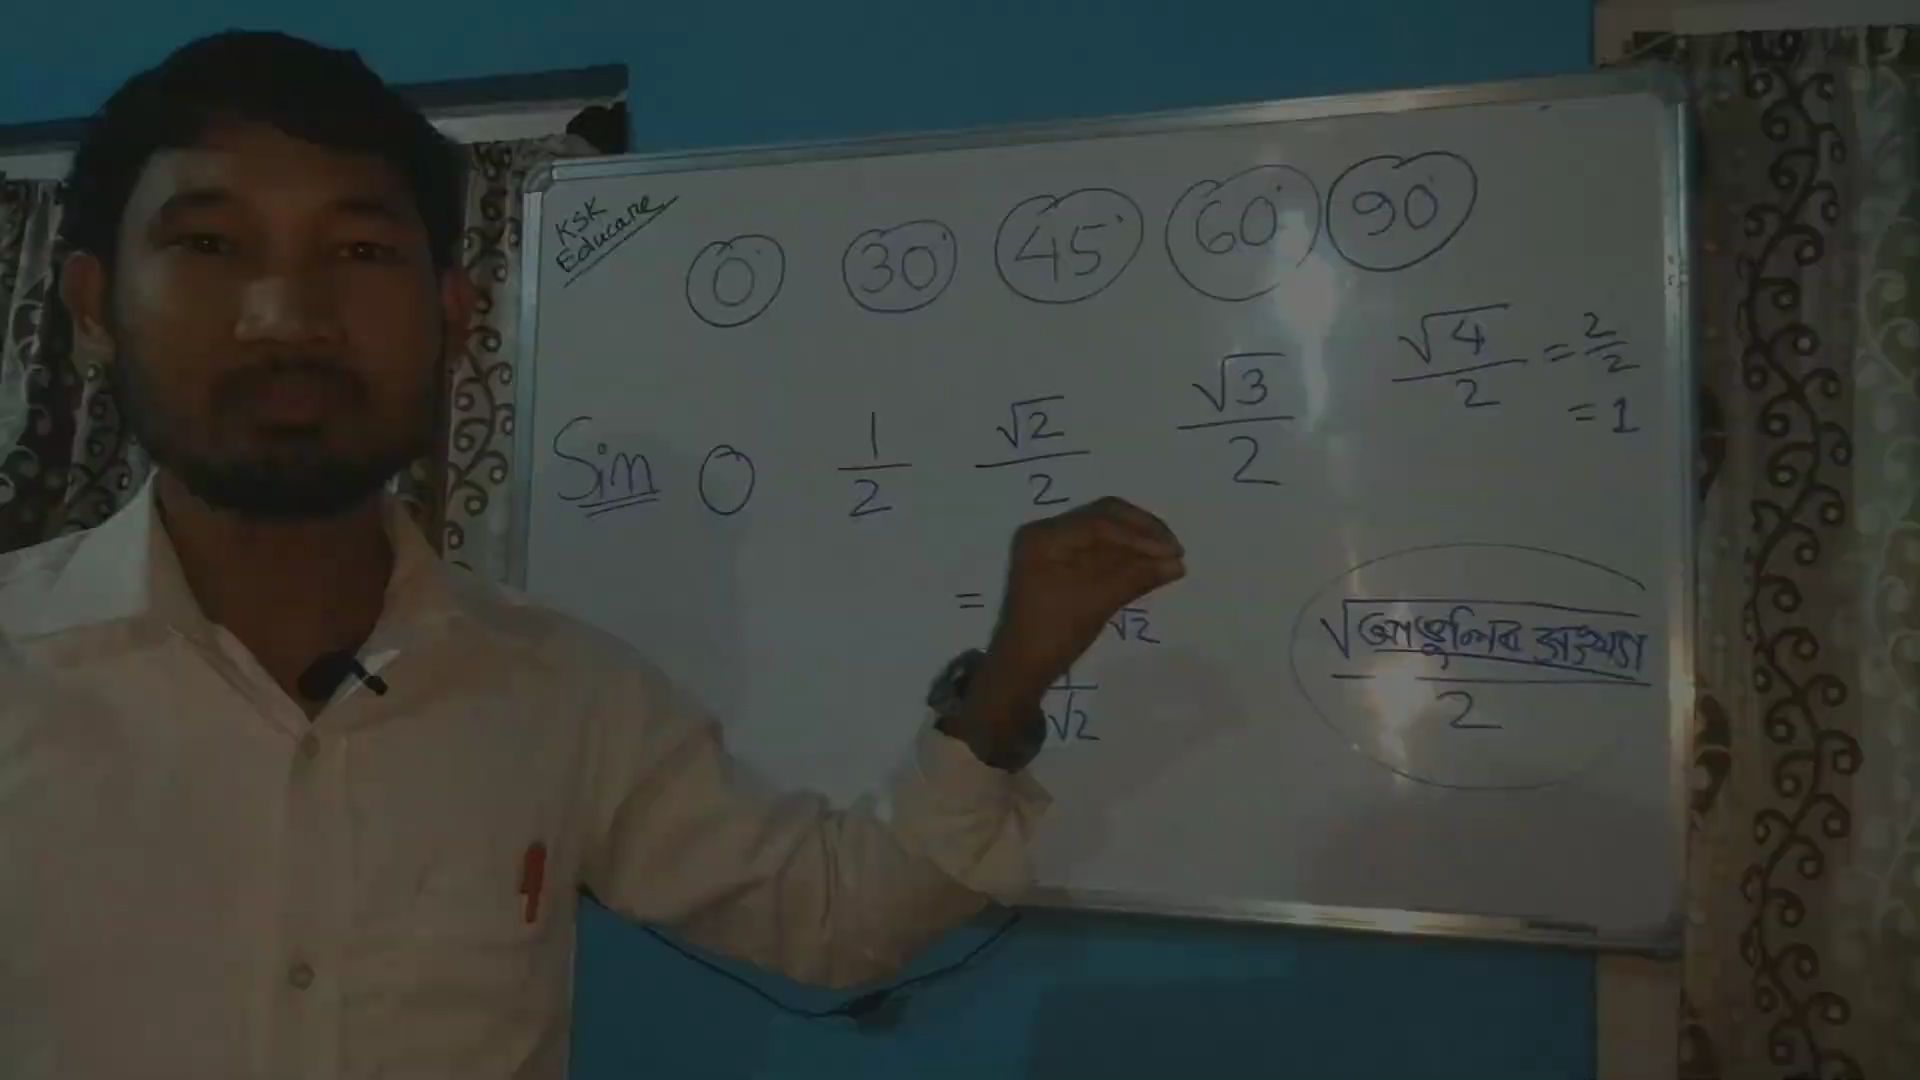 KSK
Educare
0° 30° 45° 60° 90°
Sin 0 1/2 √2/2 √3/2 √4/2 = 2/2
= 1
= √2
√2
√আঙুলির সংখ্যা
2